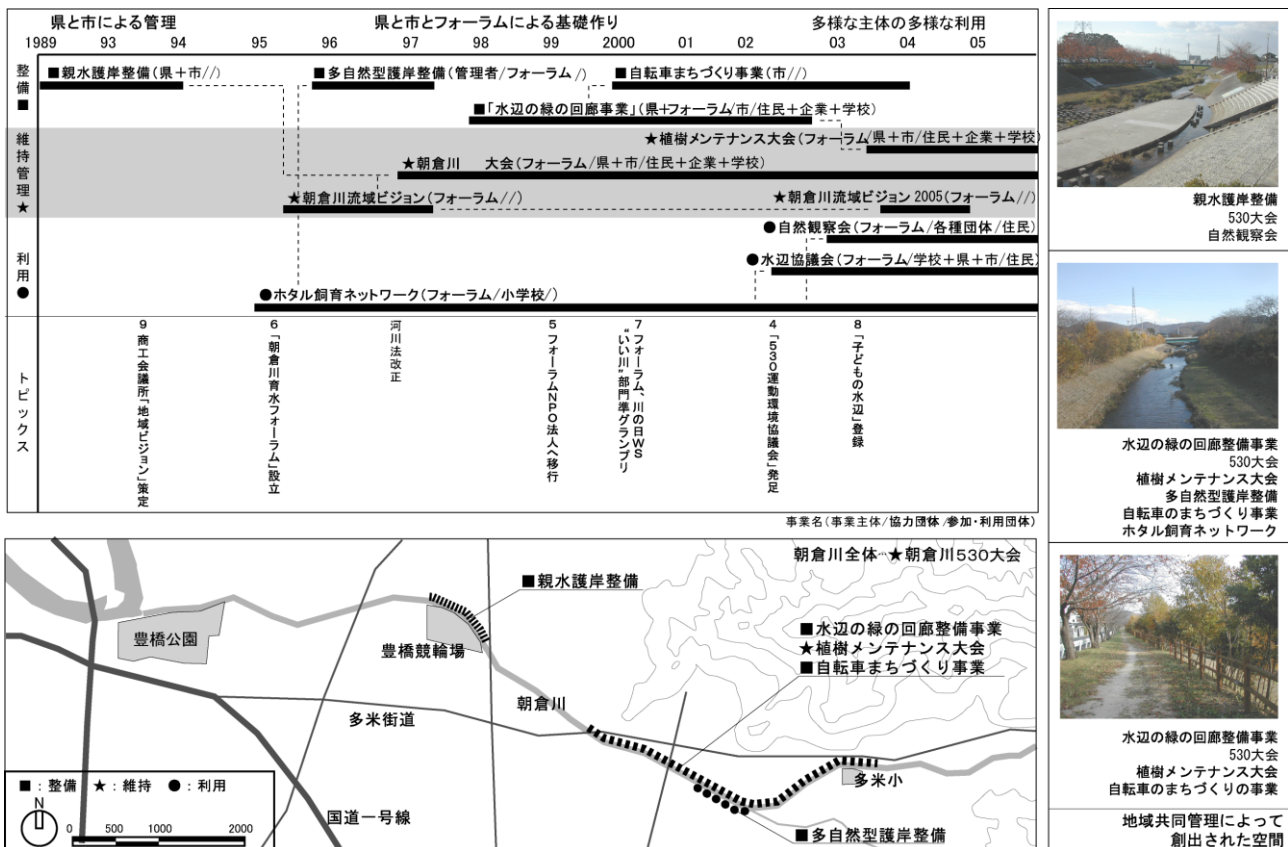 県と市による管理
県と市とフォーラムによる基礎作り
多様な主体の多様な利用
1989 93 94 95 96 97 98 99 2000 01 02 03 04 05
整備■
■親水護岸整備(県+市//)
■多自然型護岸整備(管理者/フォーラム/)
■自転車まちづくり事業(市//)
■「水辺の緑の回廊事業」(県+フォーラム/市/住民+企業+学校)
維持管理★
★植樹メンテナンス大会(フォーラム/県+市/住民+企業+学校)
★朝倉川 大会(フォーラム/県+市/住民+企業+学校)
★朝倉川流域ビジョン(フォーラム//)
★朝倉川流域ビジョン2005(フォーラム//)
利用●
●自然観察会(フォーラム/各種団体/住民)
●水辺協議会(フォーラム/学校+県+市/住民)
●ホタル飼育ネットワーク(フォーラム/小学校/)
トピックス
9 商工会議所「地域ビジョン」策定
6 「朝倉川育水フォーラム」設立
河川法改正
5 フォーラムNPO法人へ移行
7 フォーラム、川の日WS
“いい川”部門準グランプリ
4 「530運動環境協議会」発足
8 「子どもの水辺」登録
事業名(事業主体/協力団体/参加・利用団体)
親水護岸整備
530大会
自然観察会
水辺の緑の回廊整備事業
530大会
植樹メンテナンス大会
多自然型護岸整備
自転車のまちづくり事業
ホタル飼育ネットワーク
水辺の緑の回廊整備事業
530大会
植樹メンテナンス大会
自転車のまちづくりの事業
地域共同管理によって
創出された空間
朝倉川全体…★朝倉川530大会
■親水護岸整備
豊橋公園
豊橋競輪場
■水辺の緑の回廊整備事業
★植樹メンテナンス大会
■自転車まちづくり事業
朝倉川
多米街道
多米小
国道一号線
■多自然型護岸整備
■:整備 ★:維持 ●:利用
N
0 500 1000 2000